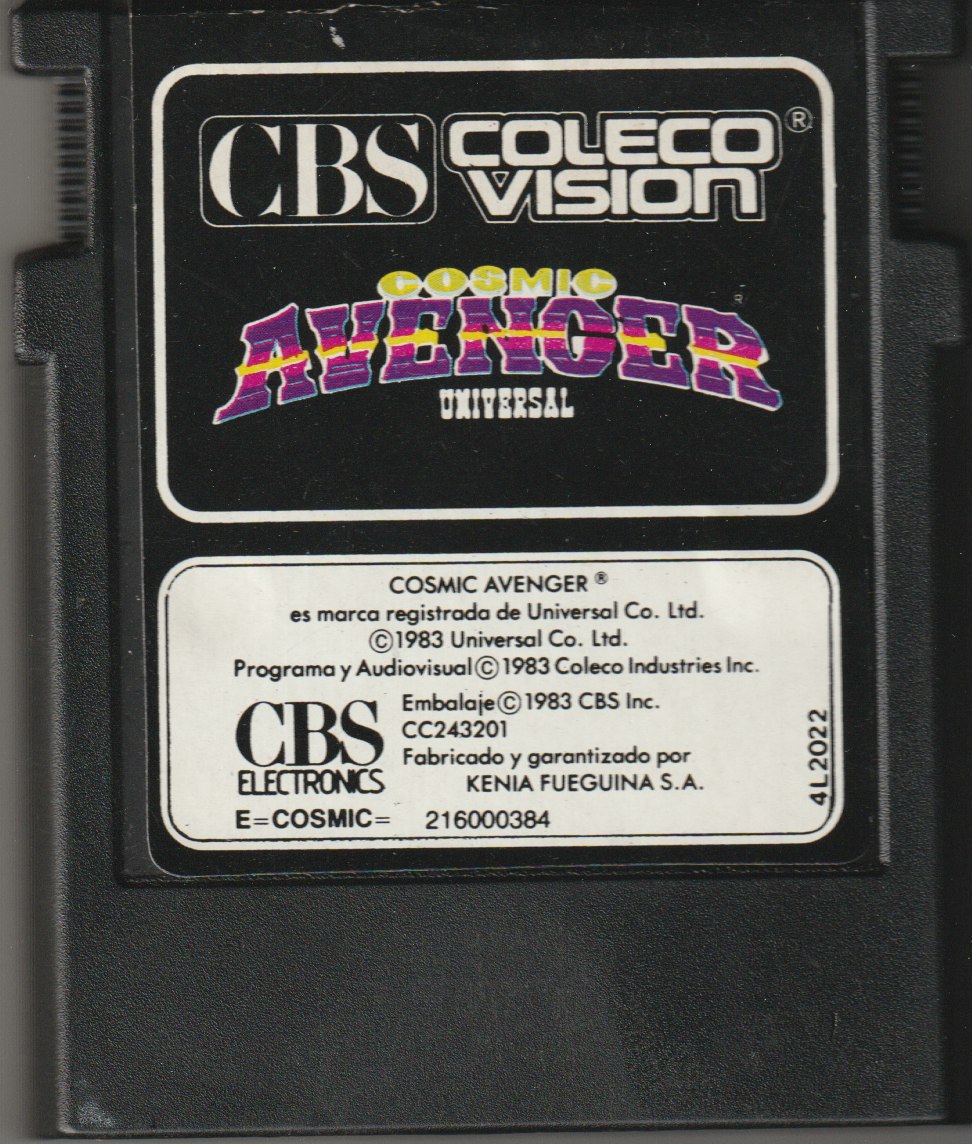 CBS COLECO VISION®
COSMIC
AVENGER®
UNIVERSAL
COSMIC AVENGER ®
es marca registrada de Universal Co. Ltd.
©1983 Universal Co. Ltd.
Programa y Audiovisual©1983 Coleco Industries Inc.
Embalaje©1983 CBS Inc.
CC243201
CBS
ELECTRONICS
Fabricado y garantizado por
KENIA FUEGUINA S.A.
E=COSMIC= 216000384
4L2022